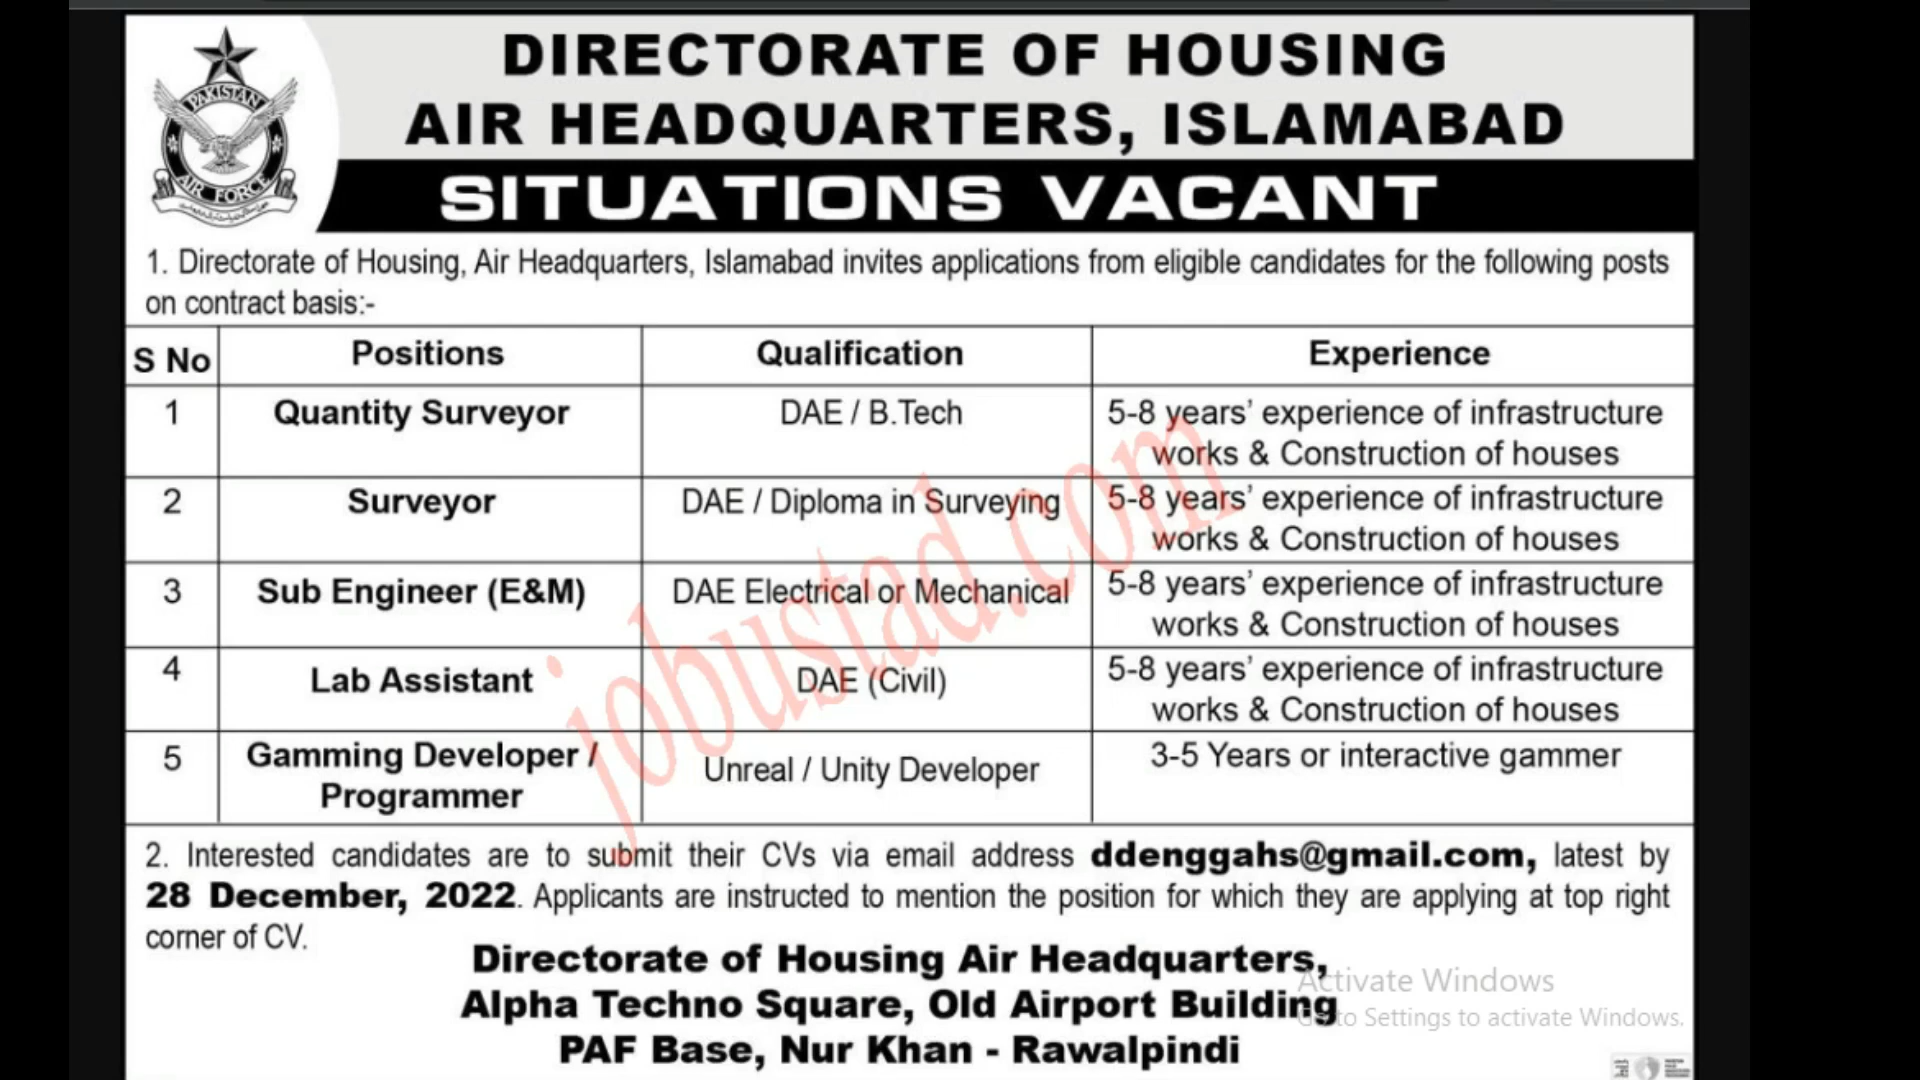 PAKISTAN
AIR FORCE
DIRECTORATE OF HOUSING
AIR HEADQUARTERS, ISLAMABAD
SITUATIONS VACANT
1. Directorate of Housing, Air Headquarters, Islamabad invites applications from eligible candidates for the following posts
on contract basis:-
S No Positions Qualification Experience
1 Quantity Surveyor DAE / B.Tech 5-8 years’ experience of infrastructure
works & Construction of houses
2 Surveyor DAE / Diploma in Surveying 5-8 years’ experience of infrastructure
works & Construction of houses
3 Sub Engineer (E&M) DAE Electrical or Mechanical 5-8 years’ experience of infrastructure
works & Construction of houses
4 Lab Assistant DAE (Civil) 5-8 years’ experience of infrastructure
works & Construction of houses
5 Gamming Developer / Unreal / Unity Developer 3-5 Years or interactive gammer
Programmer
jobustad.com
2. Interested candidates are to submit their CVs via email address ddenggahs@gmail.com, latest by
28 December, 2022. Applicants are instructed to mention the position for which they are applying at top right
corner of CV.
Directorate of Housing Air Headquarters,
Alpha Techno Square, Old Airport Building
PAF Base, Nur Khan - Rawalpindi
Activate Windows
Go to Settings to activate Windows.